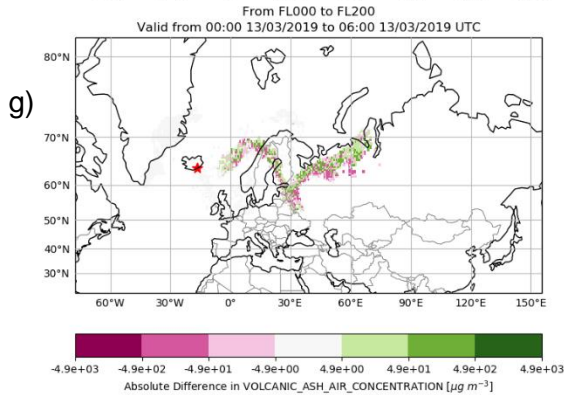 From FL000 to FL200
Valid from 00:00 13/03/2019 to 06:00 13/03/2019 UTC
g)
80°N
70°N
60°N
50°N
40°N
30°N
60°W 30°W 0° 30°E 60°E 90°E 120°E 150°E
-4.9e+03 -4.9e+02 -4.9e+01 -4.9e+00 4.9e+00 4.9e+01 4.9e+02 4.9e+03
Absolute Difference in VOLCANIC_ASH_AIR_CONCENTRATION [μg m⁻³]